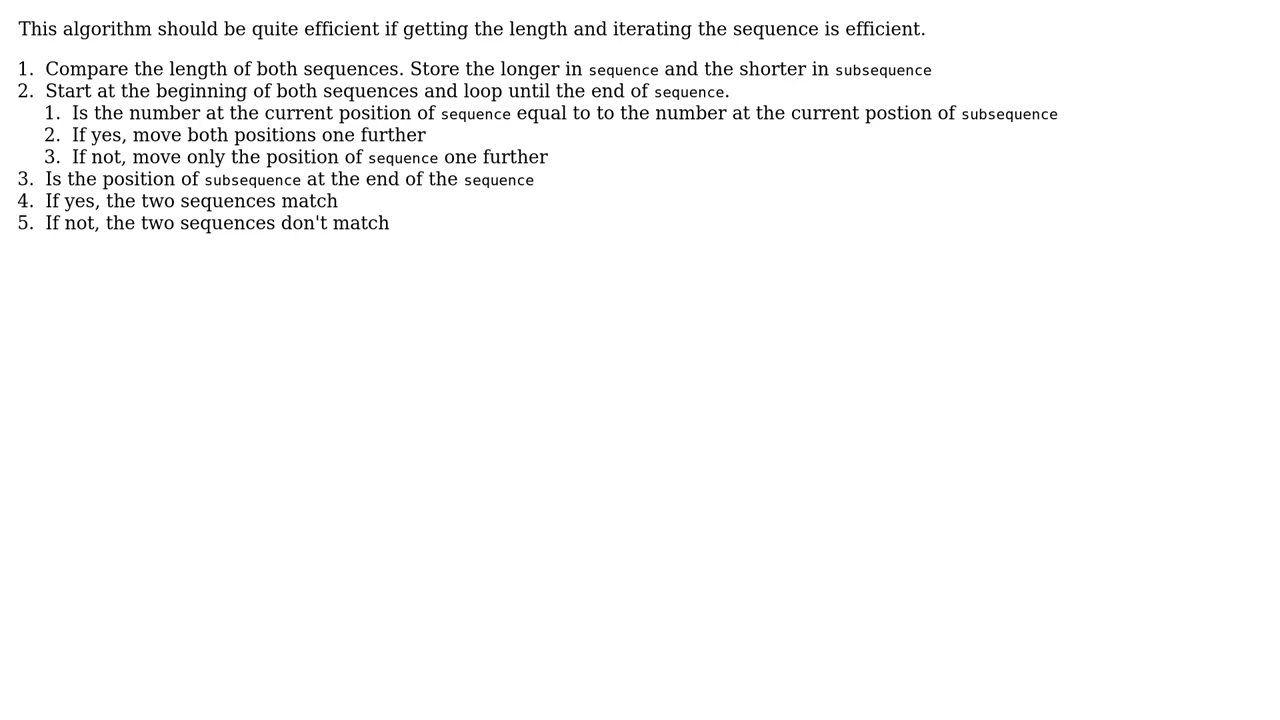 This algorithm should be quite efficient if getting the length and iterating the sequence is efficient.
1. Compare the length of both sequences. Store the longer in sequence and the shorter in subsequence
2. Start at the beginning of both sequences and loop until the end of sequence.
1. Is the number at the current position of sequence equal to to the number at the current postion of subsequence
2. If yes, move both positions one further
3. If not, move only the position of sequence one further
3. Is the position of subsequence at the end of the sequence
4. If yes, the two sequences match
5. If not, the two sequences don't match